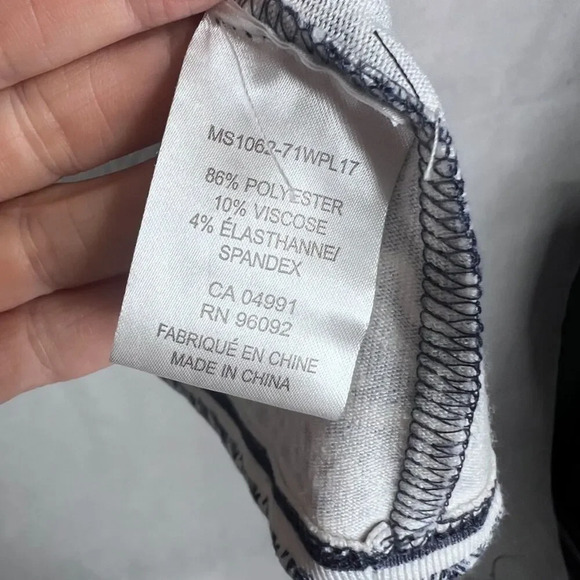 MS1062-71WPL17
86% POLYESTER
10% VISCOSE
4% ÉLASTHANNE/
SPANDEX
CA 04991
RN 96092
FABRIQUÉ EN CHINE
MADE IN CHINA